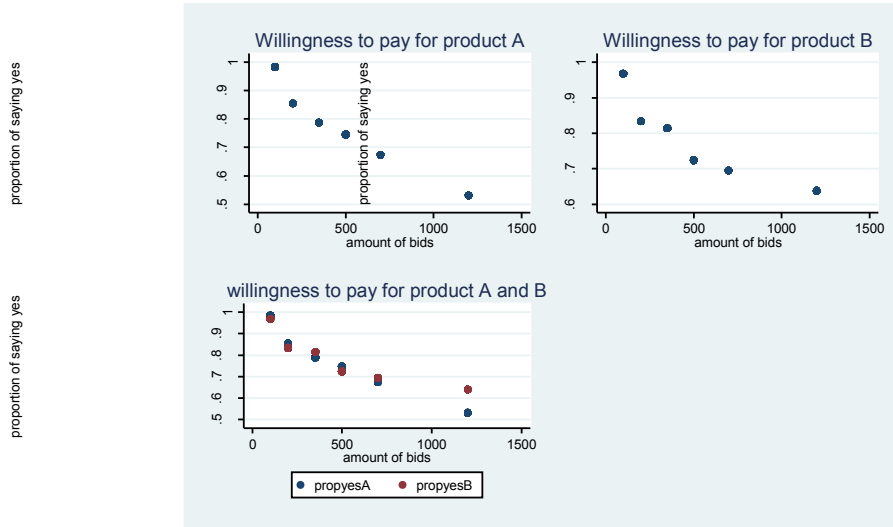 Willingness to pay for product A
proportion of saying yes
1
.9
.8
.7
.6
.5
0 500 1000 1500
amount of bids
Willingness to pay for product B
proportion of saying yes
1
.9
.8
.7
.6
0 500 1000 1500
amount of bids
willingness to pay for product A and B
proportion of saying yes
1
.9
.8
.7
.6
.5
0 500 1000 1500
amount of bids
propyesA propyesB